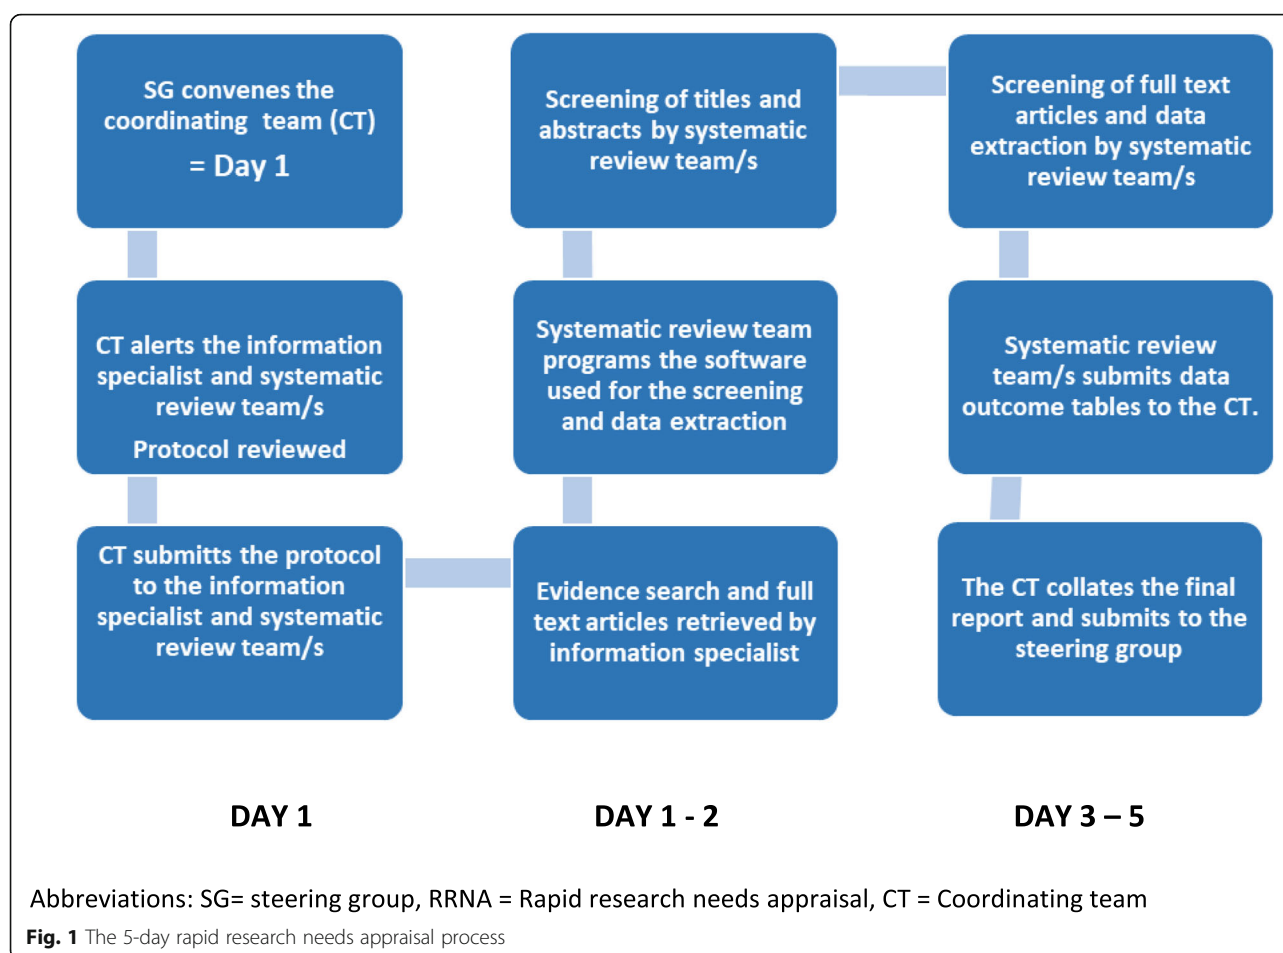 SG convenes the
coordinating team (CT)
= Day 1
CT alerts the information
specialist and systematic
review team/s
Protocol reviewed
CT submitts the protocol
to the information
specialist and systematic
review team/s
Evidence search and full
text articles retrieved by
information specialist
Systematic review team
programs the software
used for the screening
and data extraction
Screening of titles and
abstracts by systematic
review team/s
Screening of full text
articles and data
extraction by systematic
review team/s
Systematic review
team/s submits data
outcome tables to the CT.
The CT collates the final
report and submits to the
steering group
DAY 1
DAY 1 - 2
DAY 3 – 5
Abbreviations: SG= steering group, RRNA = Rapid research needs appraisal, CT = Coordinating team
Fig. 1 The 5-day rapid research needs appraisal process